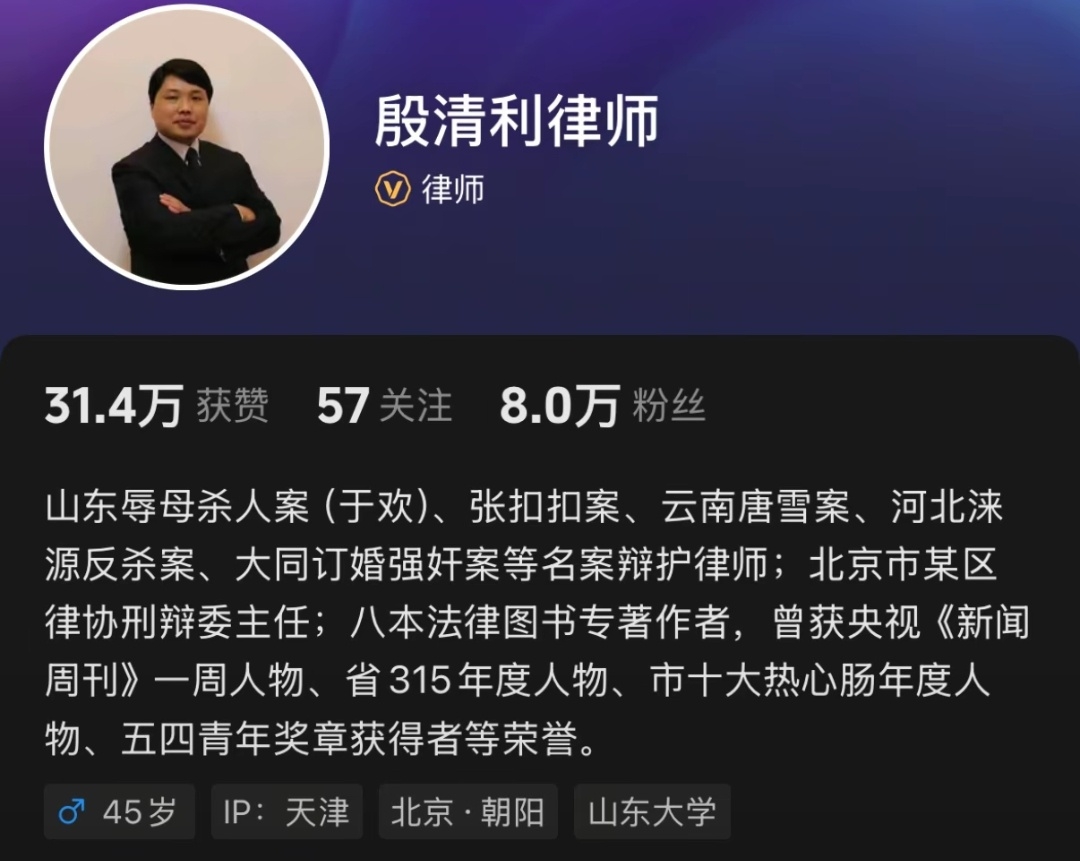 殷清利律师
律师
31.4万 获赞 57 关注 8.0万 粉丝
山东辱母杀人案 (于欢)、张扣扣案、云南唐雪案、河北涞
源反杀案、大同订婚强奸案等名案辩护律师；北京市某区
律协刑辩委主任；八本法律图书专著作者，曾获央视《新闻
周刊》一周人物、省315年度人物、市十大热心肠年度人
物、五四青年奖章获得者等荣誉。
♂ 45岁 IP：天津 北京·朝阳 山东大学